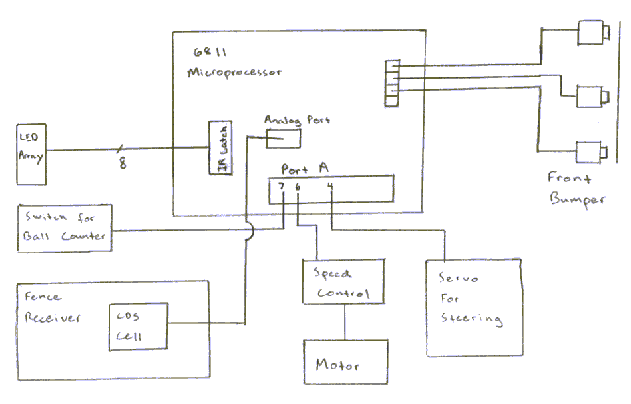 6811
Microprocessor
Analog Port
LED
Array
8
IR Latch
Port A
7 6 4
Front
Bumper
Switch for
Ball Counter
Speed
Control
Servo
For
Steering
Fence
Receiver
CDS
Cell
Motor